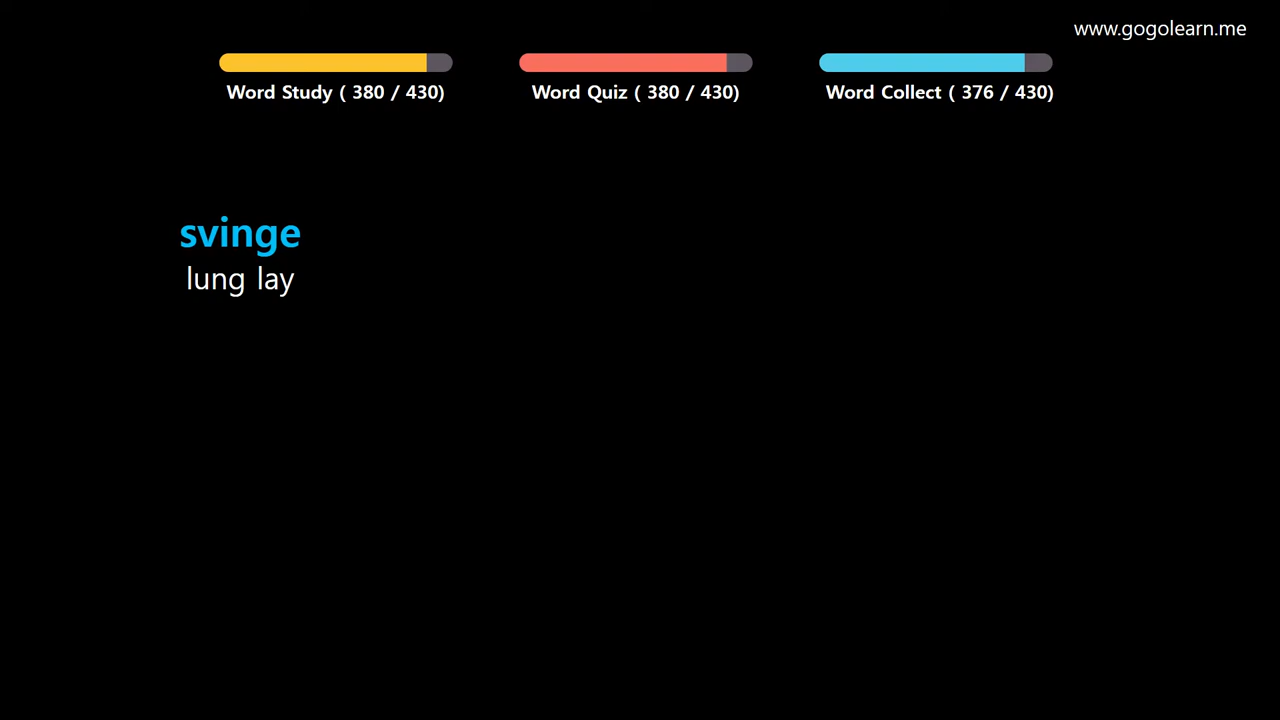 www.gogolearn.me
Word Study ( 380 / 430)
Word Quiz ( 380 / 430)
Word Collect ( 376 / 430)
svinge
lung lay